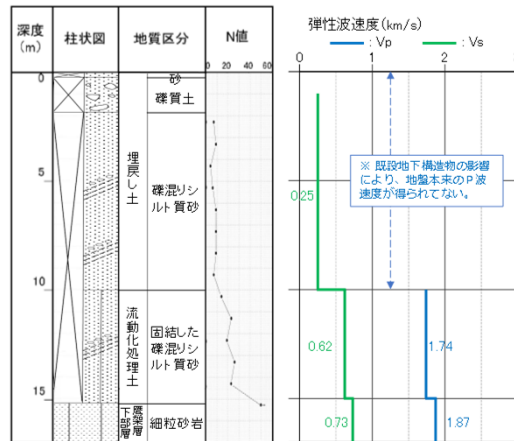 深度
(m)
柱状図
地質区分
N値
0 20 40 60
0
5
10
15
砂
礫質土
埋戻し土
礫混りシ
ルト質砂
流動化処理土
固結した
礫混りシ
ルト質砂
鷹架層
下部層
細粒砂岩
弾性波速度(km/s)
: Vp
: Vs
0 1 2
※ 既設地下構造物の影響
により、地盤本来のP波
速度が得られてない。
0.25
0.62
1.74
0.73
1.87